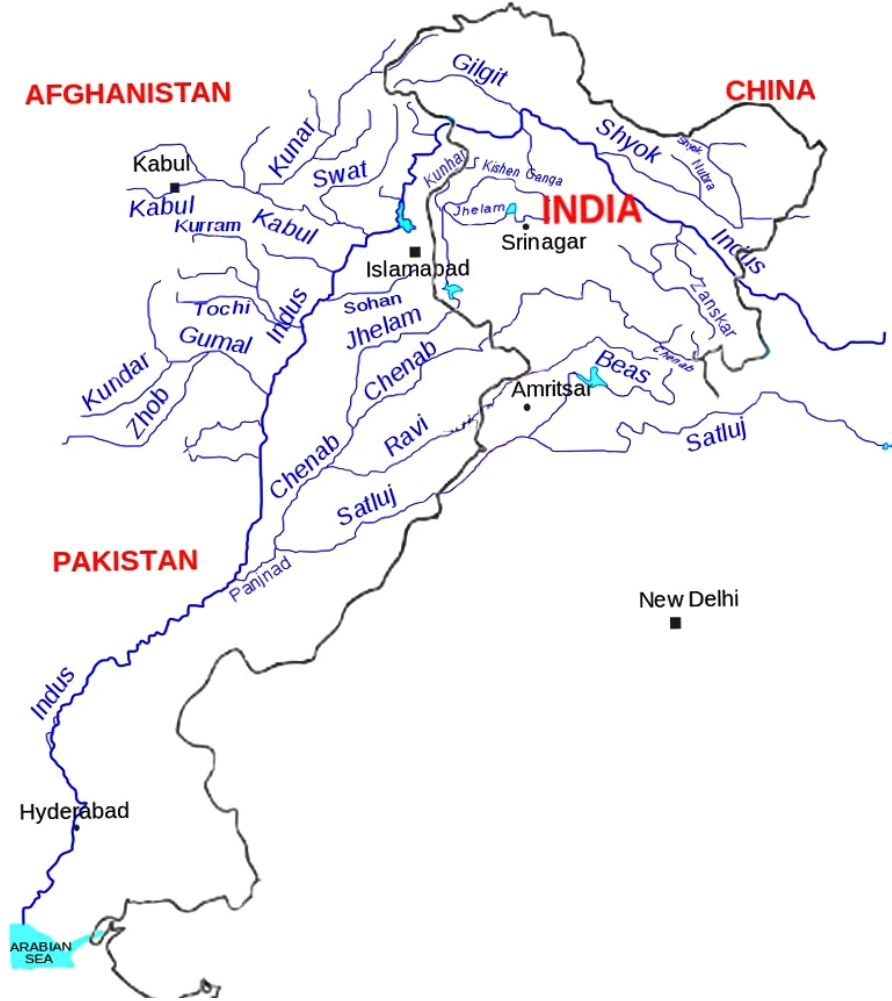 Gilgit
AFGHANISTAN
CHINA
Kunar
Shyok
Shyok
Kabul
Swat
Kunhar
Kishen Ganga
Nubra
Kabul
Kurram
Kabul
Jhelam
INDIA
Srinagar
Indus
Islamabad
Tochi
Indus
Sohan
Zanskar
Gumal
Jhelam
Kundar
Chenab
Chenab
Beas
Zhob
Amritsar
Ravi
Satluj
Chenab
Satluj
PAKISTAN
Panjnad
New Delhi
Indus
Hyderabad
ARABIAN
SEA